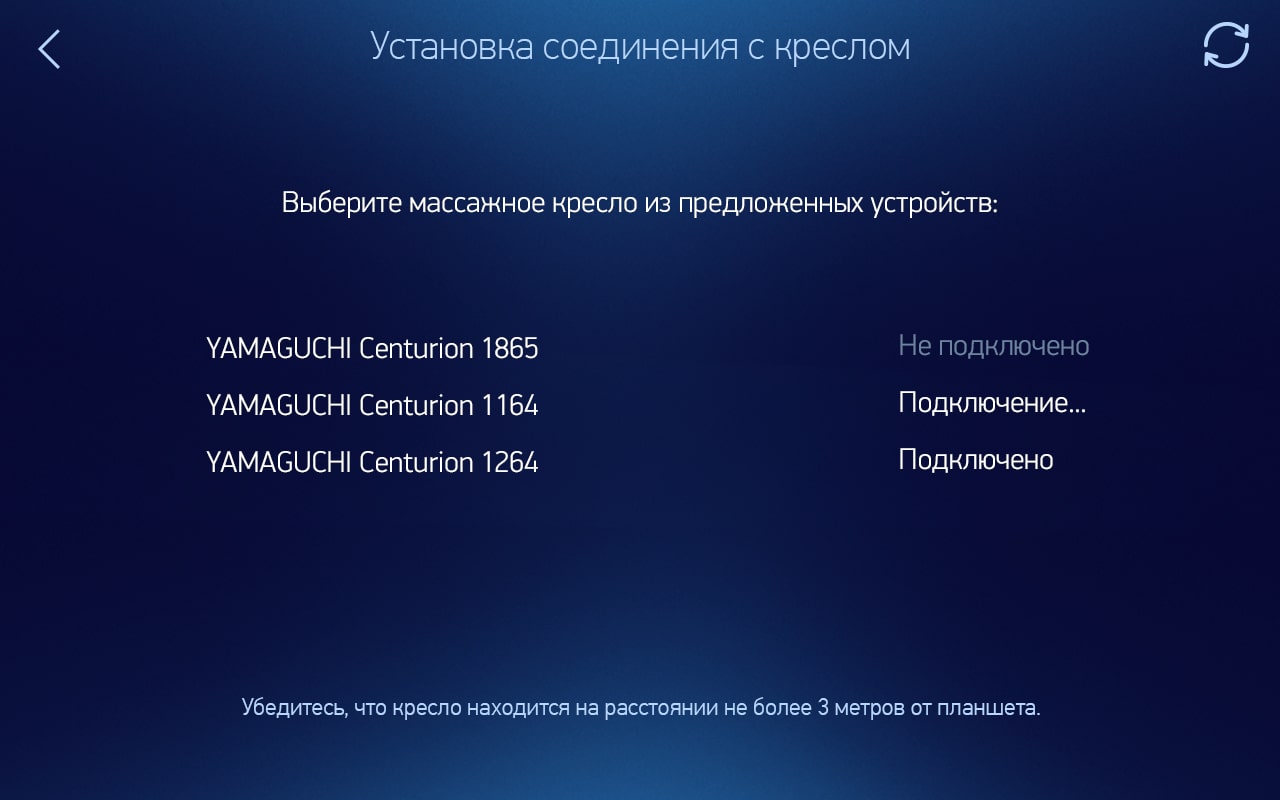 Установка соединения с креслом
Выберите массажное кресло из предложенных устройств:
YAMAGUCHI Centurion 1865 Не подключено
YAMAGUCHI Centurion 1164 Подключение...
YAMAGUCHI Centurion 1264 Подключено
Убедитесь, что кресло находится на расстоянии не более 3 метров от планшета.